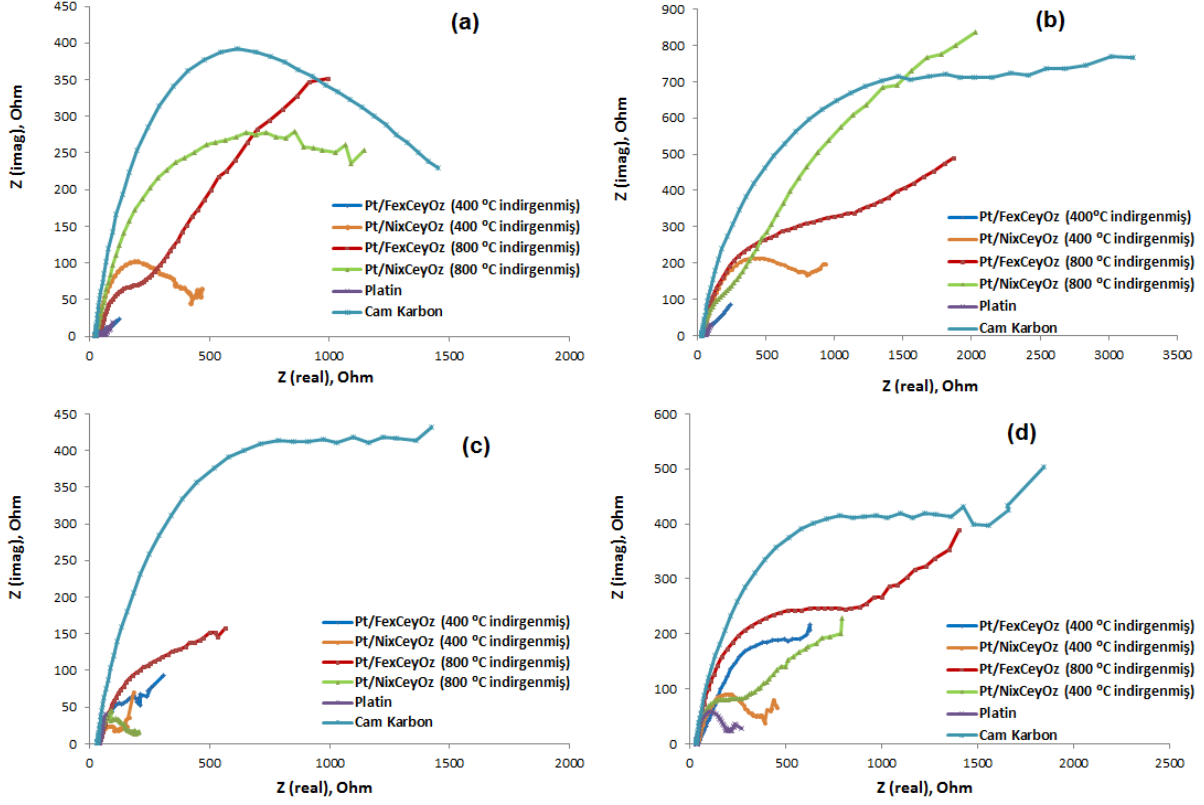 (a)
Z (imag), Ohm
450
400
350
300
250
200
150
100
50
0
0 500 1000 1500 2000
Z (real), Ohm
Pt/FexCeyOz (400 °C indirgenmiş)
Pt/NixCeyOz (400 °C indirgenmiş)
Pt/FexCeyOz (800 °C indirgenmiş)
Pt/NixCeyOz (800 °C indirgenmiş)
Platin
Cam Karbon
(b)
Z (imag), Ohm
900
800
700
600
500
400
300
200
100
0
0 500 1000 1500 2000 2500 3000 3500
Z (real), Ohm
Pt/FexCeyOz (400°C indirgenmiş)
Pt/NixCeyOz (400 °C indirgenmiş)
Pt/FexCeyOz (800 °C indirgenmiş)
Pt/NixCeyOz (800 °C indirgenmiş)
Platin
Cam Karbon
(c)
Z (imag), Ohm
450
400
350
300
250
200
150
100
50
0
0 500 1000 1500 2000
Z (real), Ohm
Pt/FexCeyOz (400 °C indirgenmiş)
Pt/NixCeyOz (400 °C indirgenmiş)
Pt/FexCeyOz (800 °C indirgenmiş)
Pt/NixCeyOz (800 °C indirgenmiş)
Platin
Cam Karbon
(d)
Z (imag), Ohm
600
500
400
300
200
100
0
0 500 1000 1500 2000 2500
Z (real), Ohm
Pt/FexCeyOz (400 °C indirgenmiş)
Pt/NixCeyOz (400 °C indirgenmiş)
Pt/FexCeyOz (800 °C indirgenmiş)
Pt/NixCeyOz (400 °C indirgenmiş)
Platin
Cam Karbon